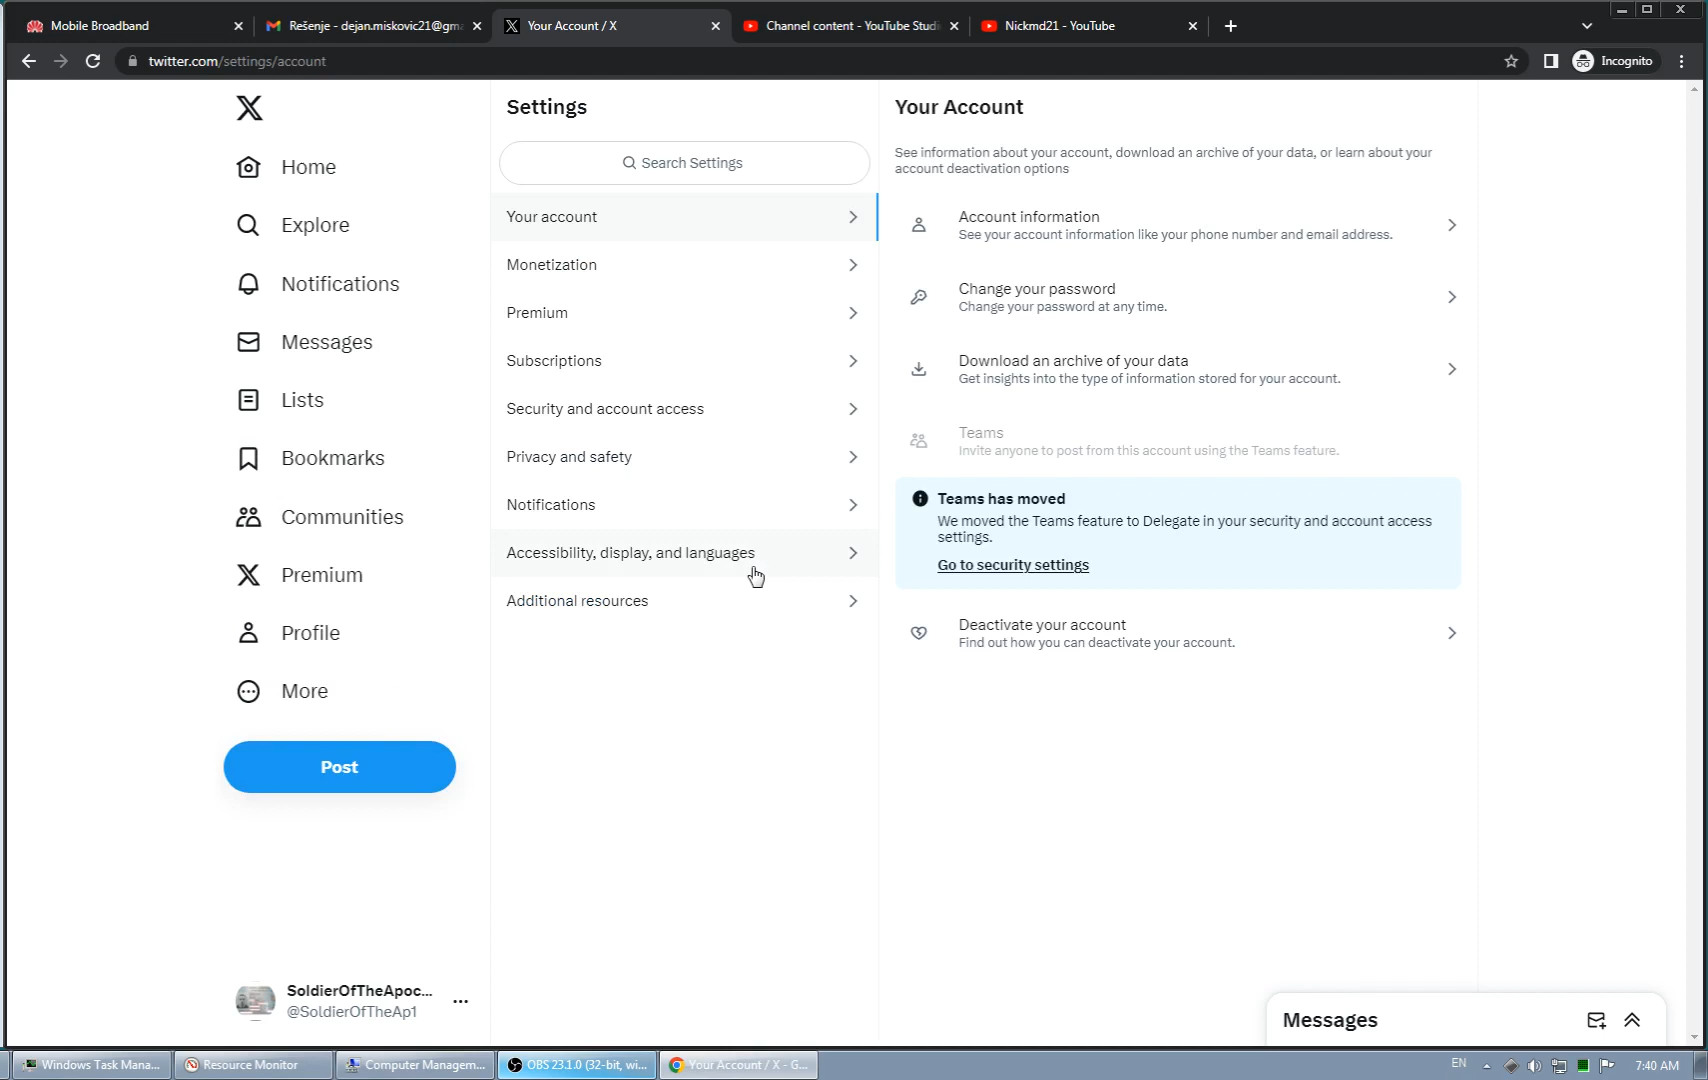 Mobile Broadband
Rešenje - dejan.miskovic21@gma
Your Account / X
Channel content - YouTube Studi
Nickmd21 - YouTube
twitter.com/settings/account
Incognito
Home
Explore
Notifications
Messages
Lists
Bookmarks
Communities
Premium
Profile
More
Post
SoldierOfTheApoc...
@SoldierOfTheAp1
Settings
Search Settings
Your account
Monetization
Premium
Subscriptions
Security and account access
Privacy and safety
Notifications
Accessibility, display, and languages
Additional resources
Your Account
See information about your account, download an archive of your data, or learn about your
account deactivation options
Account information
See your account information like your phone number and email address.
Change your password
Change your password at any time.
Download an archive of your data
Get insights into the type of information stored for your account.
Teams
Invite anyone to post from this account using the Teams feature.
Teams has moved
We moved the Teams feature to Delegate in your security and account access
settings.
Go to security settings
Deactivate your account
Find out how you can deactivate your account.
Messages
Windows Task Mana...
Resource Monitor
Computer Managem...
OBS 23.1.0 (32-bit, wi...
Your Account / X - G...
EN
7:40 AM